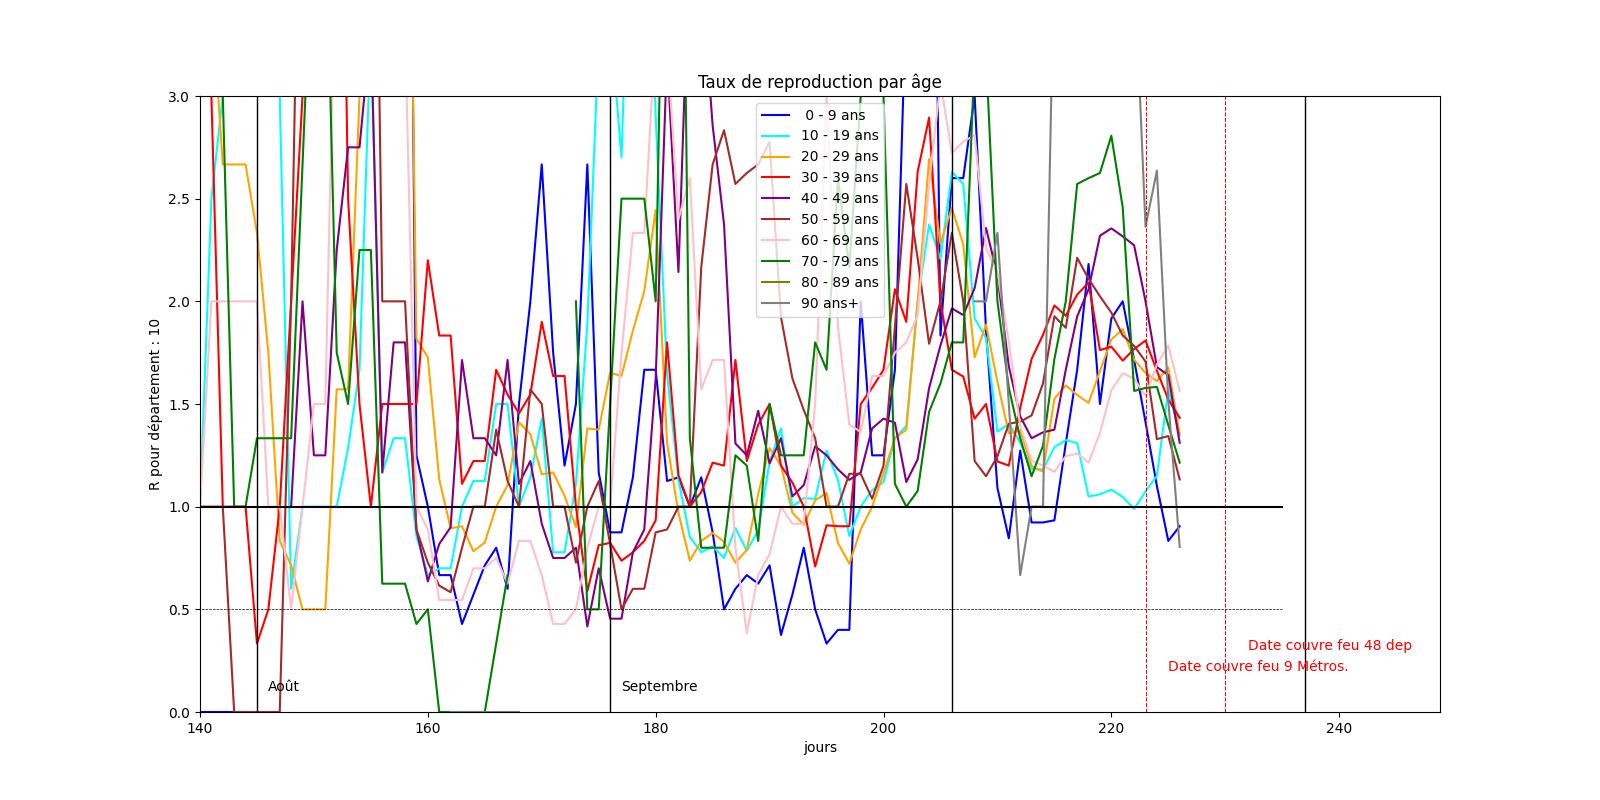 Taux de reproduction par âge
3.0
2.5
2.0
1.5
1.0
0.5
0.0
R pour département : 10
0 - 9 ans
10 - 19 ans
20 - 29 ans
30 - 39 ans
40 - 49 ans
50 - 59 ans
60 - 69 ans
70 - 79 ans
80 - 89 ans
90 ans+
Date couvre feu 48 dep
Date couvre feu 9 Métros.
Août
Septembre
140
160
180
200
220
240
jours